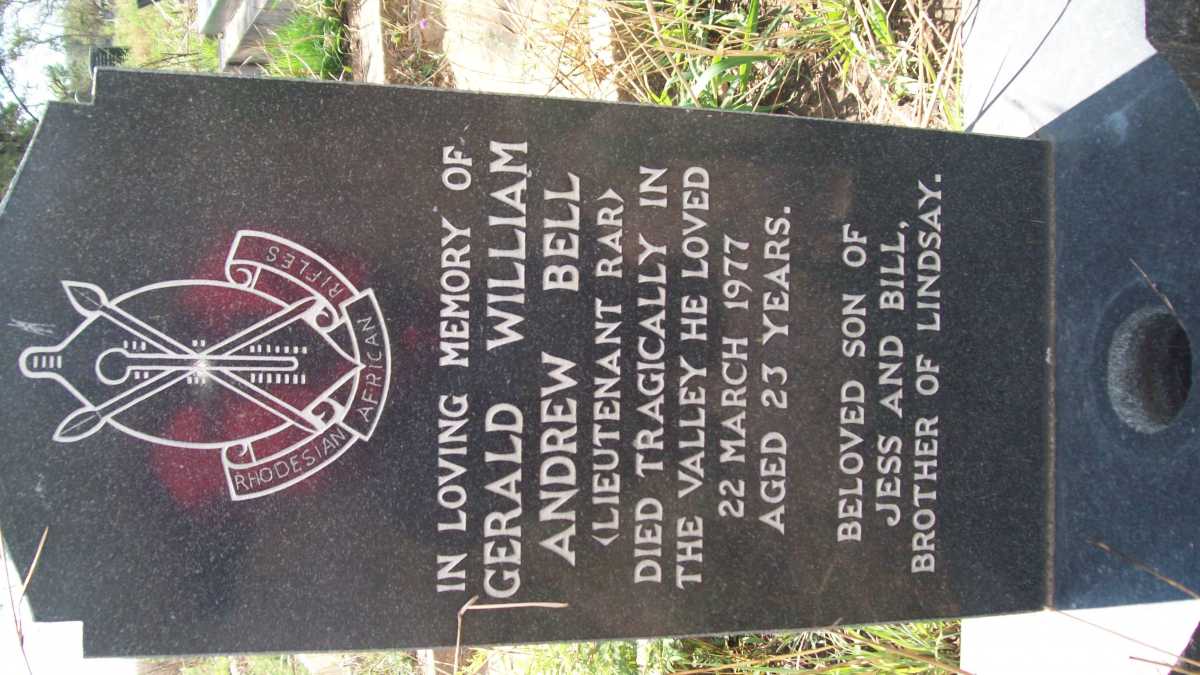 RHODESIAN AFRICAN RIFLES
IN LOVING MEMORY OF
GERALD WILLIAM
ANDREW BELL
<LIEUTENANT RAR>
DIED TRAGICALLY IN
THE VALLEY HE LOVED
22 MARCH 1977
AGED 23 YEARS.
BELOVED SON OF
JESS AND BILL,
BROTHER OF LINDSAY.